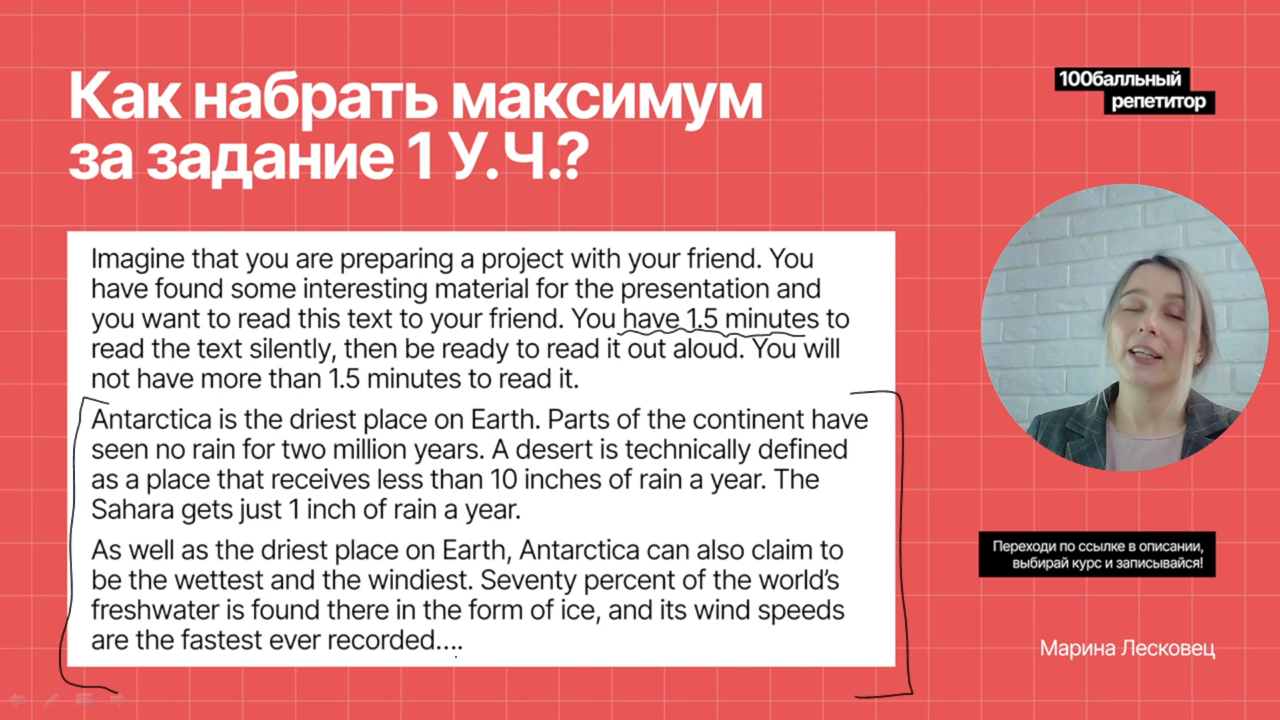 Как набрать максимум
за задание 1 У.Ч.?
100балльный
репетитор
Imagine that you are preparing a project with your friend. You
have found some interesting material for the presentation and
you want to read this text to your friend. You have 1.5 minutes to
read the text silently, then be ready to read it out aloud. You will
not have more than 1.5 minutes to read it.
Antarctica is the driest place on Earth. Parts of the continent have
seen no rain for two million years. A desert is technically defined
as a place that receives less than 10 inches of rain a year. The
Sahara gets just 1 inch of rain a year.
As well as the driest place on Earth, Antarctica can also claim to
be the wettest and the windiest. Seventy percent of the world’s
freshwater is found there in the form of ice, and its wind speeds
are the fastest ever recorded....
Переходи по ссылке в описании,
выбирай курс и записывайся!
Марина Лесковец